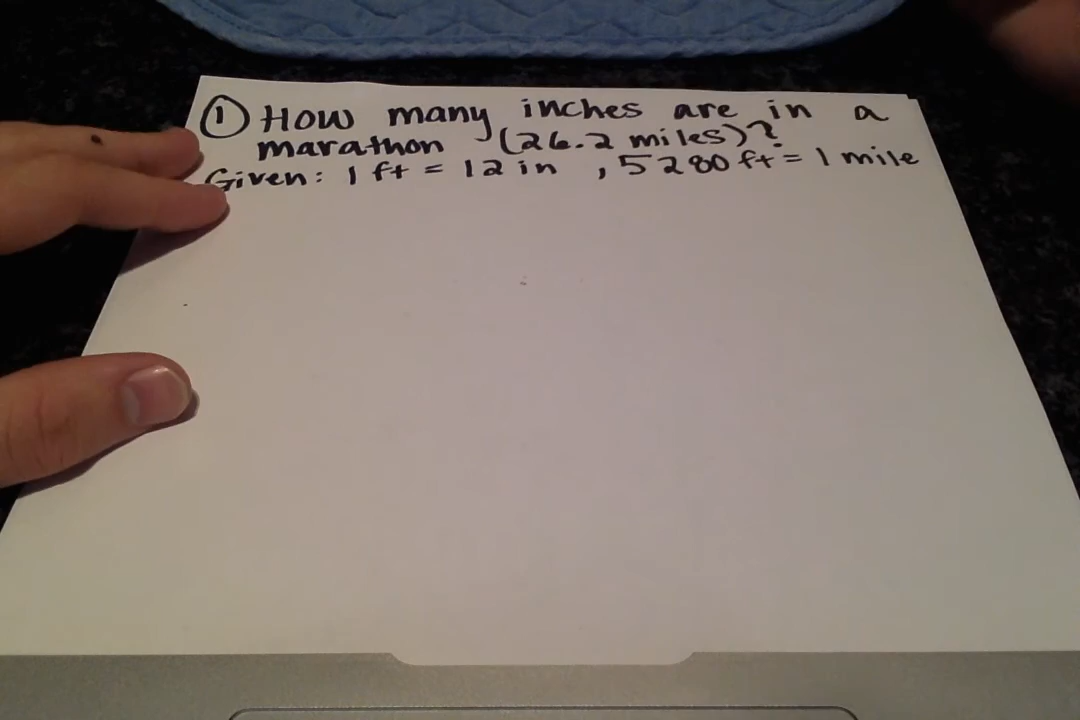 ① How many inches are in a
marathon (26.2 miles)?
Given: 1 ft = 12 in , 5280 ft = 1 mile